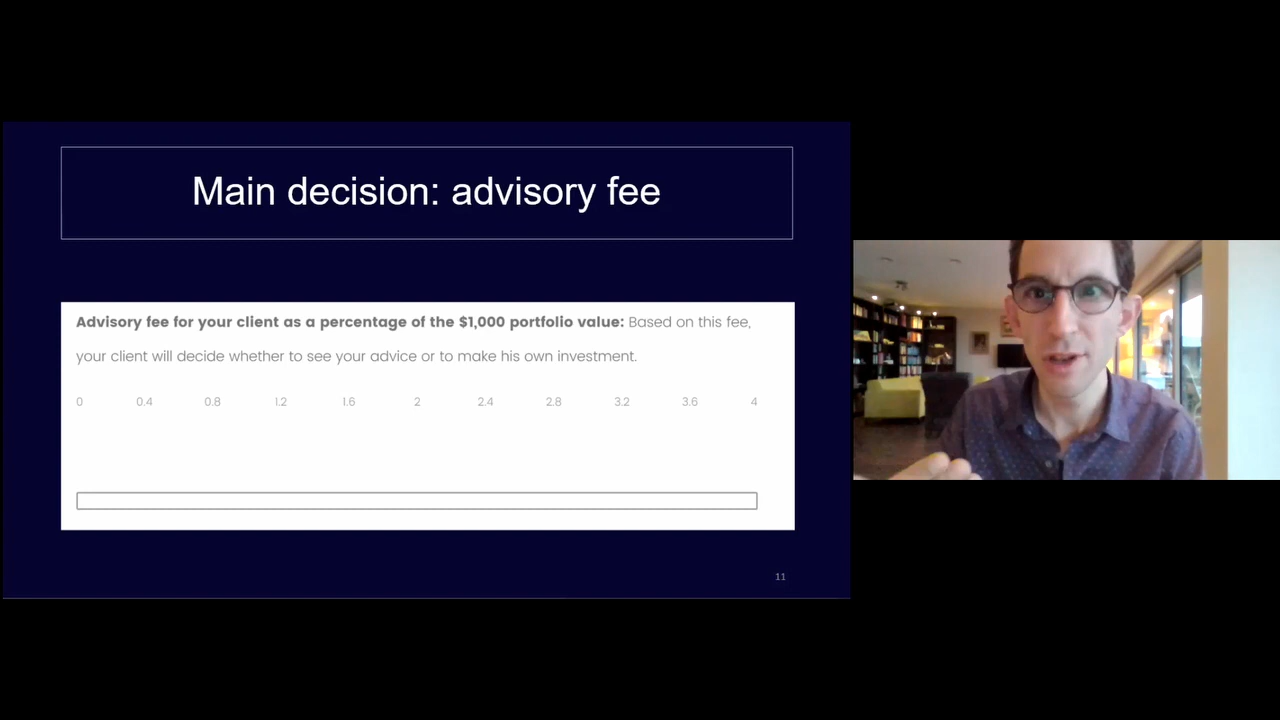 Main decision: advisory fee
Advisory fee for your client as a percentage of the $1,000 portfolio value: Based on this fee,
your client will decide whether to see your advice or to make his own investment.
0 0.4 0.8 1.2 1.6 2 2.4 2.8 3.2 3.6 4
11